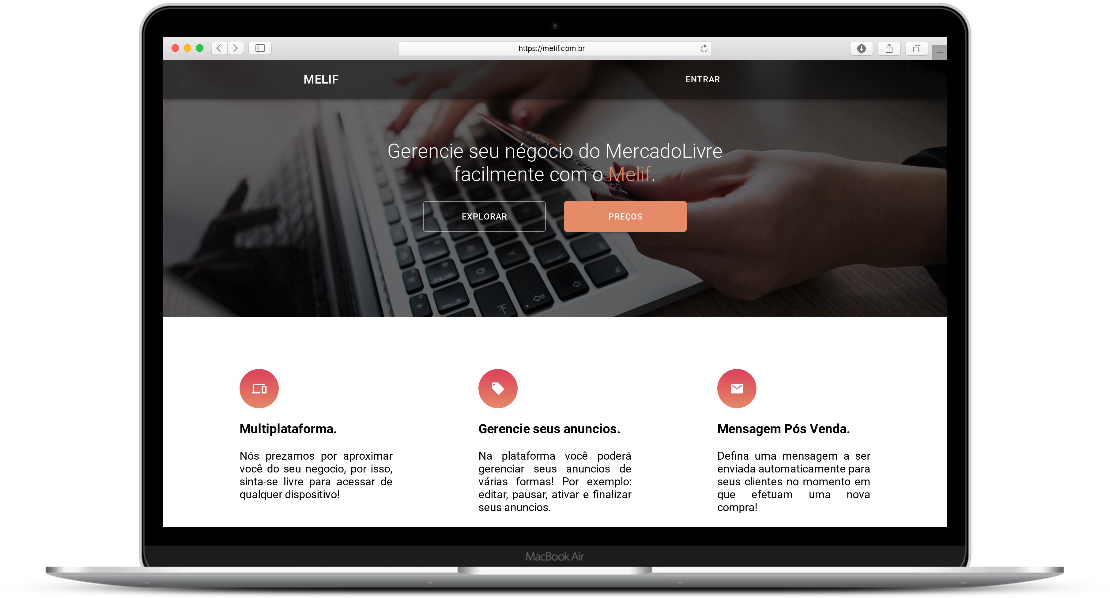 https://melif.com.br
MELIF
ENTRAR
Gerencie seu négocio do MercadoLivre
facilmente com o Melif.
EXPLORAR
PREÇOS
Multiplataforma.
Nós prezamos por aproximar
você do seu negocio, por isso,
sinta-se livre para acessar de
qualquer dispositivo!
Gerencie seus anuncios.
Na plataforma você poderá
gerenciar seus anuncios de
várias formas! Por exemplo:
editar, pausar, ativar e finalizar
seus anuncios.
Mensagem Pós Venda.
Defina uma mensagem a ser
enviada automaticamente para
seus clientes no momento em
que efetuam uma nova
compra!
MacBook Air